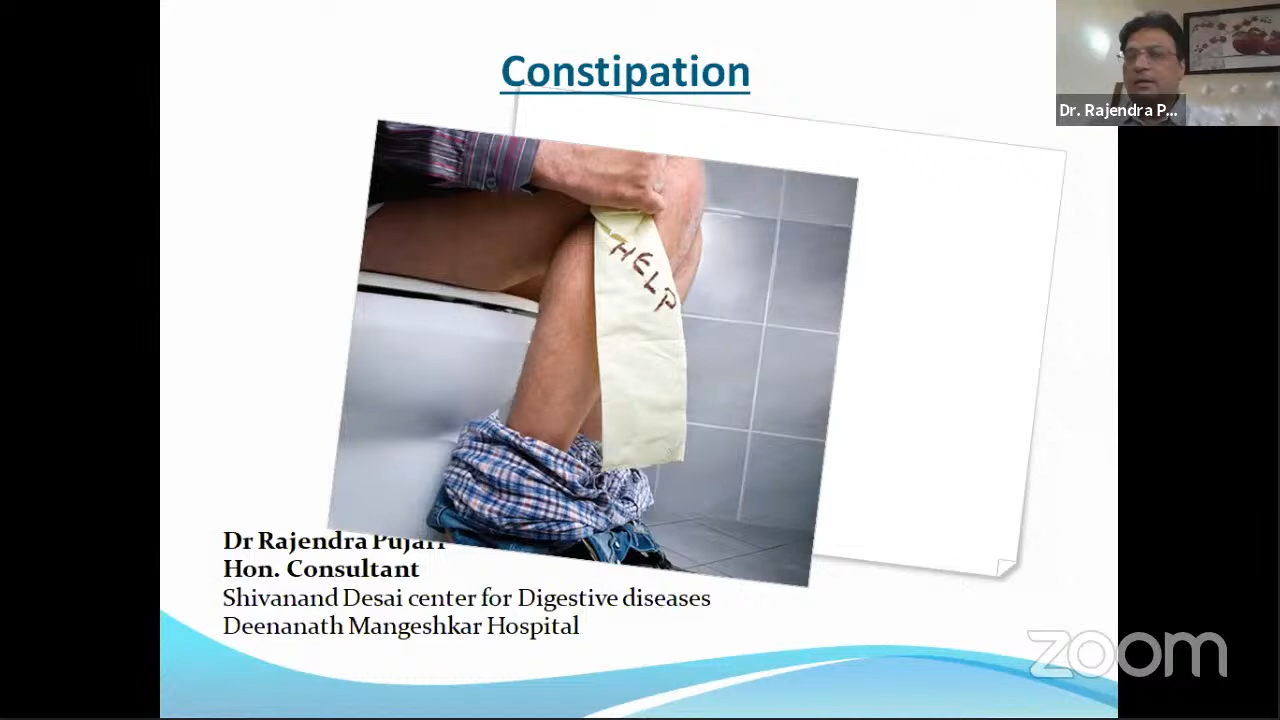 Constipation
Dr. Rajendra P...
HELP
Dr Rajendra Pujari
Hon. Consultant
Shivanand Desai center for Digestive diseases
Deenanath Mangeshkar Hospital
zoom